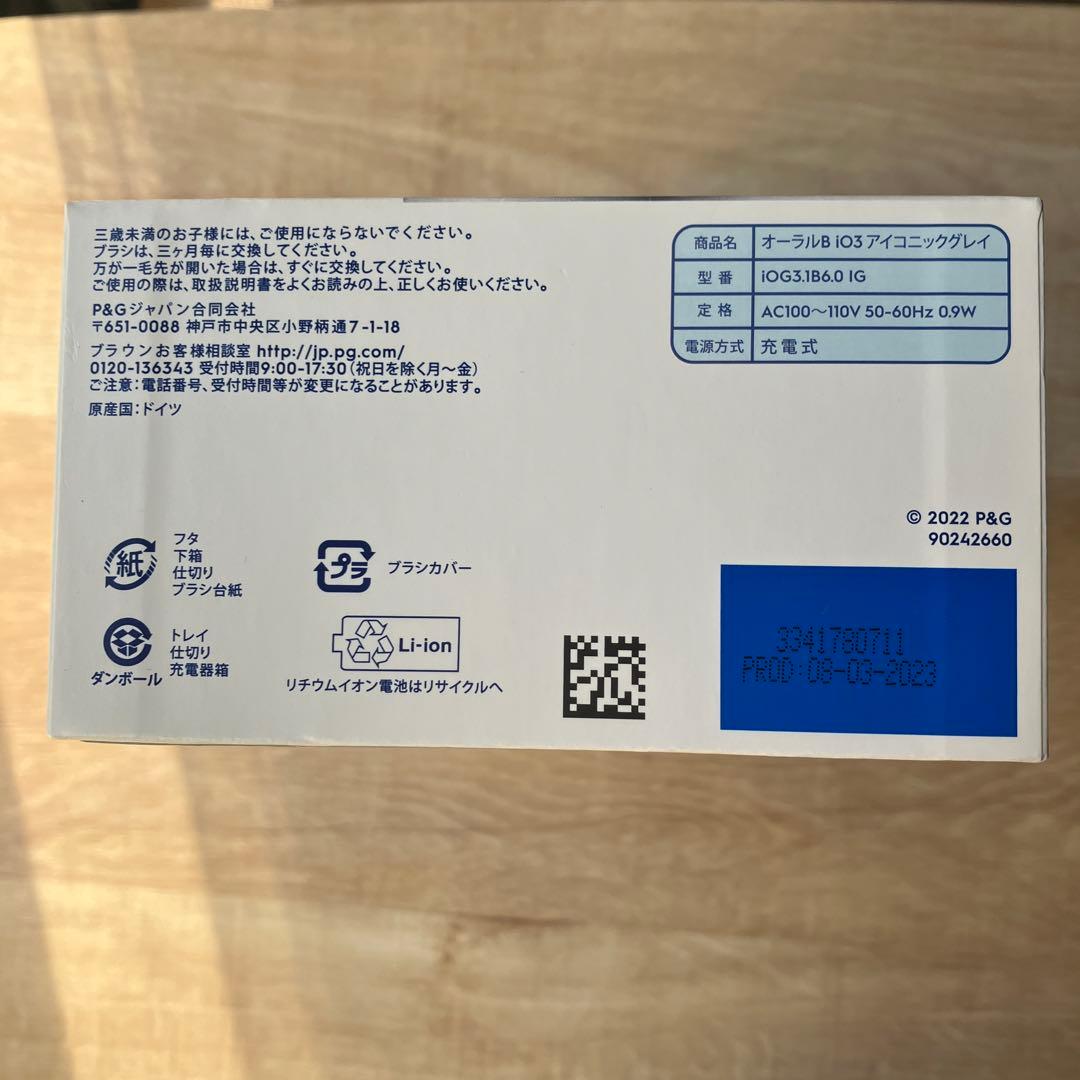 三歳未満のお子様には、ご使用にならないでください。
ブラシは、三ヶ月毎に交換してください。
万が一毛先が開いた場合は、すぐに交換してください。
ご使用の際は、取扱説明書をよくお読みの上、正しくお使いください。
P&Gジャパン合同会社
〒651-0088 神戸市中央区小野柄通7-1-18
ブラウンお客様相談室 http://jp.pg.com/
0120-136343 受付時間9:00-17:30(祝日を除く月〜金)
ご注意:電話番号、受付時間等が変更になることがあります。
原産国:ドイツ
商品名 オーラルB iO3 アイコニックグレイ
型番 iOG3.1B6.0 IG
定格 AC100〜110V 50-60Hz 0.9W
電源方式 充電式
© 2022 P&G
90242660
紙
フタ
下箱
仕切り
ブラシ台紙
プラ
ブラシカバー
ダンボール
トレイ
仕切り
充電器箱
Li-ion
リチウムイオン電池はリサイクルへ
3341780711
PROD:08-03-2023